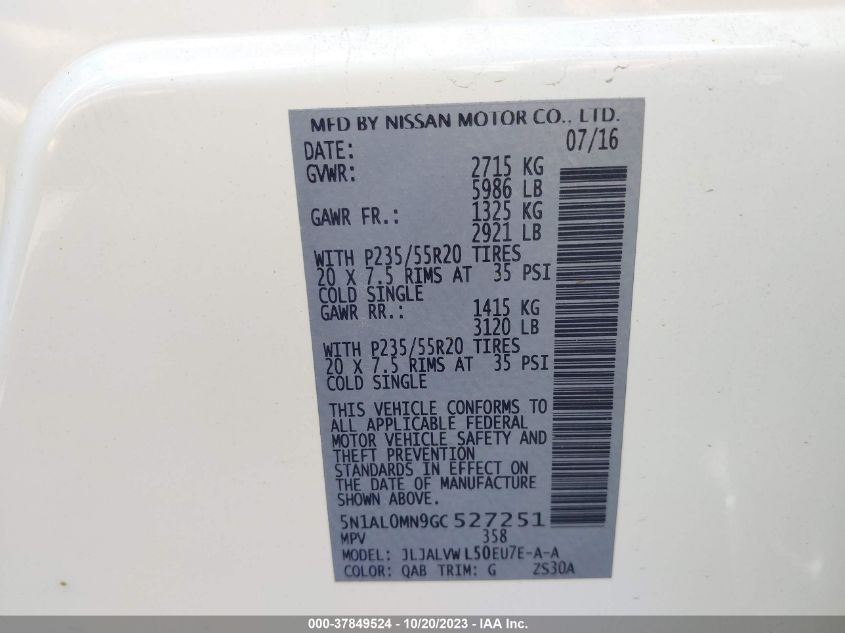 MFD BY NISSAN MOTOR CO., LTD.
DATE: 07/16
GVWR: 2715 KG
5986 LB
GAWR FR.: 1325 KG
2921 LB
WITH P235/55R20 TIRES
20 X 7.5 RIMS AT 35 PSI
COLD SINGLE
GAWR RR.: 1415 KG
3120 LB
WITH P235/55R20 TIRES
20 X 7.5 RIMS AT 35 PSI
COLD SINGLE
THIS VEHICLE CONFORMS TO
ALL APPLICABLE FEDERAL
MOTOR VEHICLE SAFETY AND
THEFT PREVENTION
STANDARDS IN EFFECT ON
THE DATE OF MANUFACTURE
SHOWN ABOVE.
5N1AL0MN9GC 527251
MPV 358
MODEL: JLJALVW L50EU7E-A-A
COLOR: QAB TRIM: G ZS30A
000-37849524 - 10/20/2023 - IAA Inc.